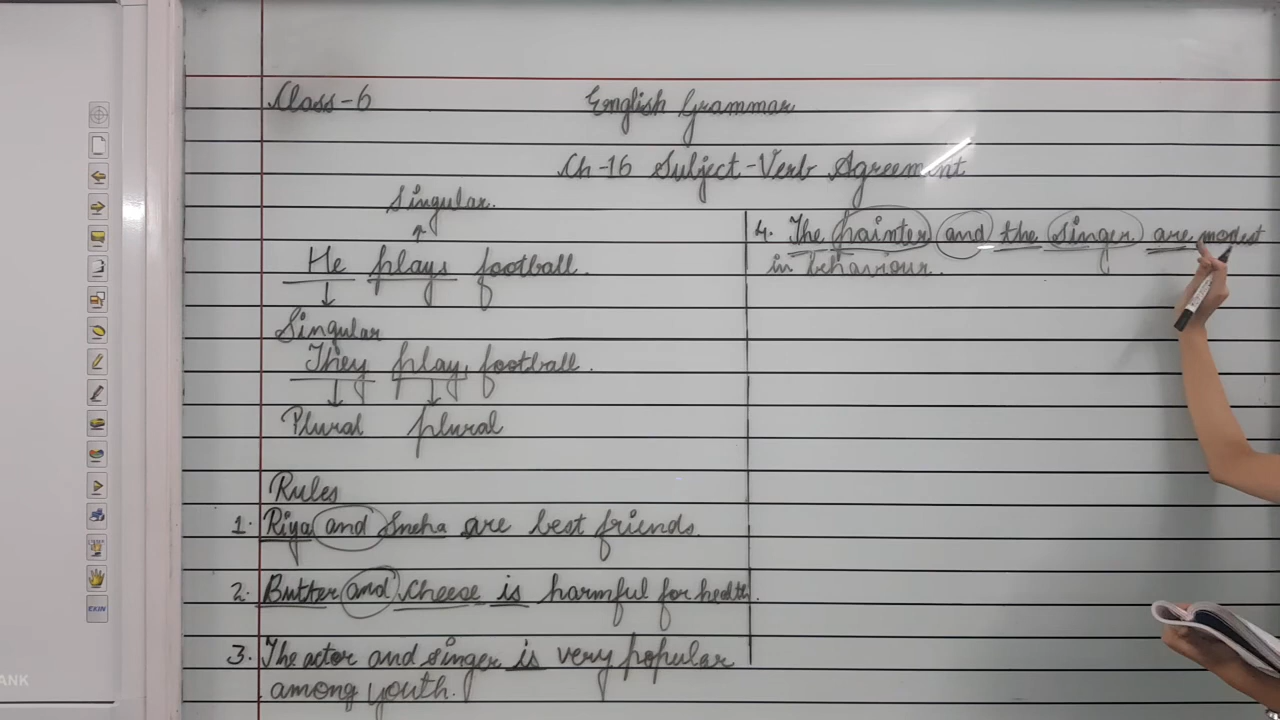 Class-6
English Grammar
Ch-16 Subject-Verb Agreement
Singular.
He plays football.
Singular
They play football.
Plural plural
Rules
1. Riya and Sneha are best friends.
2. Butter and cheese is harmful for health.
3. The actor and singer is very popular
among youth.
4. The painter and the singer are modest
in behaviour.
ANK